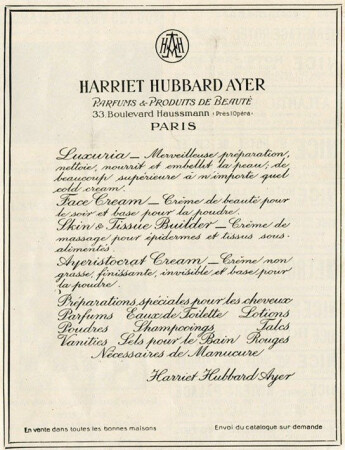 HARRIET HUBBARD AYER
PARFUMS & PRODUITS DE BEAUTÉ
33, Boulevard Haussmann (Près l'Opéra)
PARIS
Luxuria — Merveilleuse préparation,
nettoie, nourrit et embellit la peau; de
beaucoup supérieure à n'importe quel
cold cream.
Face Cream — Crème de beauté pour
le soir et base pour la poudre.
Skin & Tissue Builder — Crème de
massage pour épidermes et tissus sous-
alimentés.
Ayeristocrat Cream — Crème non
grasse, finissante, invisible et base pour
la poudre.
Préparations spéciales pour les cheveux
Parfums Eaux de Toilette Lotions
Poudres Shampooings Talcs
Vanities Sels pour le Bain Rouges
Nécessaires de Manucure
Harriet Hubbard Ayer
En vente dans toutes les bonnes maisons
Envoi du catalogue sur demande